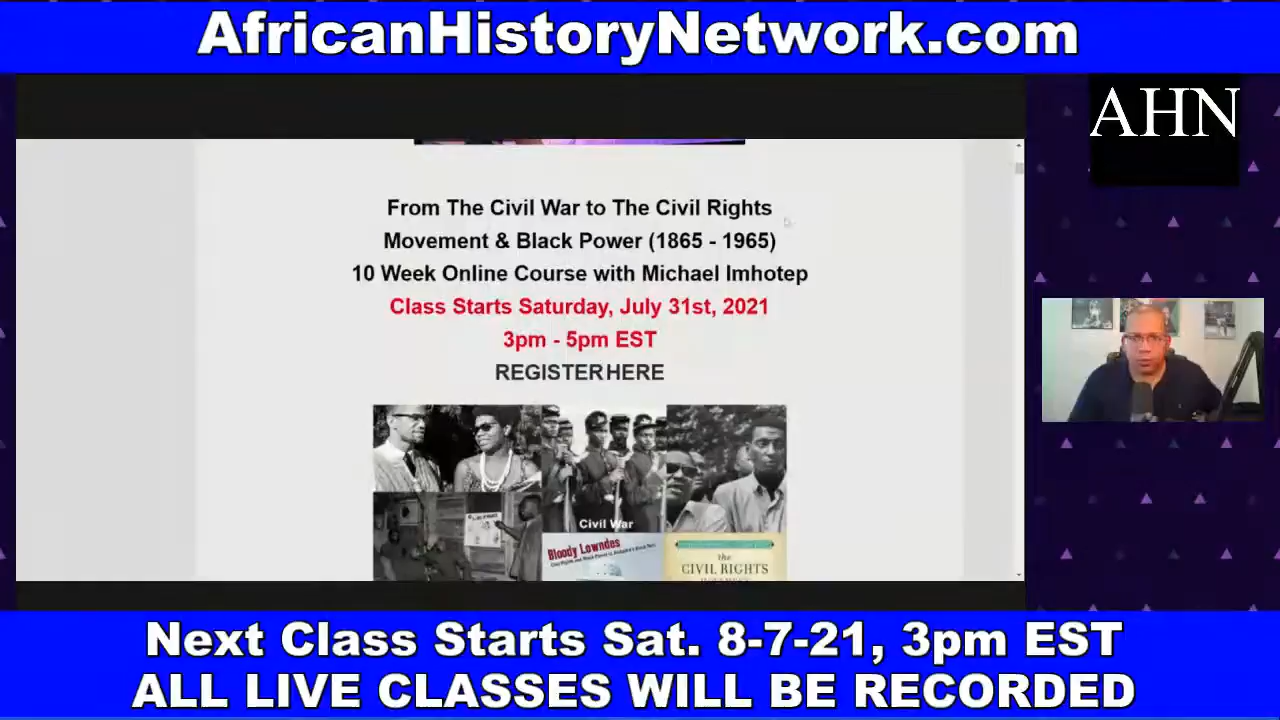 AfricanHistoryNetwork.com
AHN
From The Civil War to The Civil Rights
Movement & Black Power (1865 - 1965)
10 Week Online Course with Michael Imhotep
Class Starts Saturday, July 31st, 2021
3pm - 5pm EST
REGISTER HERE
Civil War
Bloody Lowndes
the
CIVIL RIGHTS
Next Class Starts Sat. 8-7-21, 3pm EST
ALL LIVE CLASSES WILL BE RECORDED